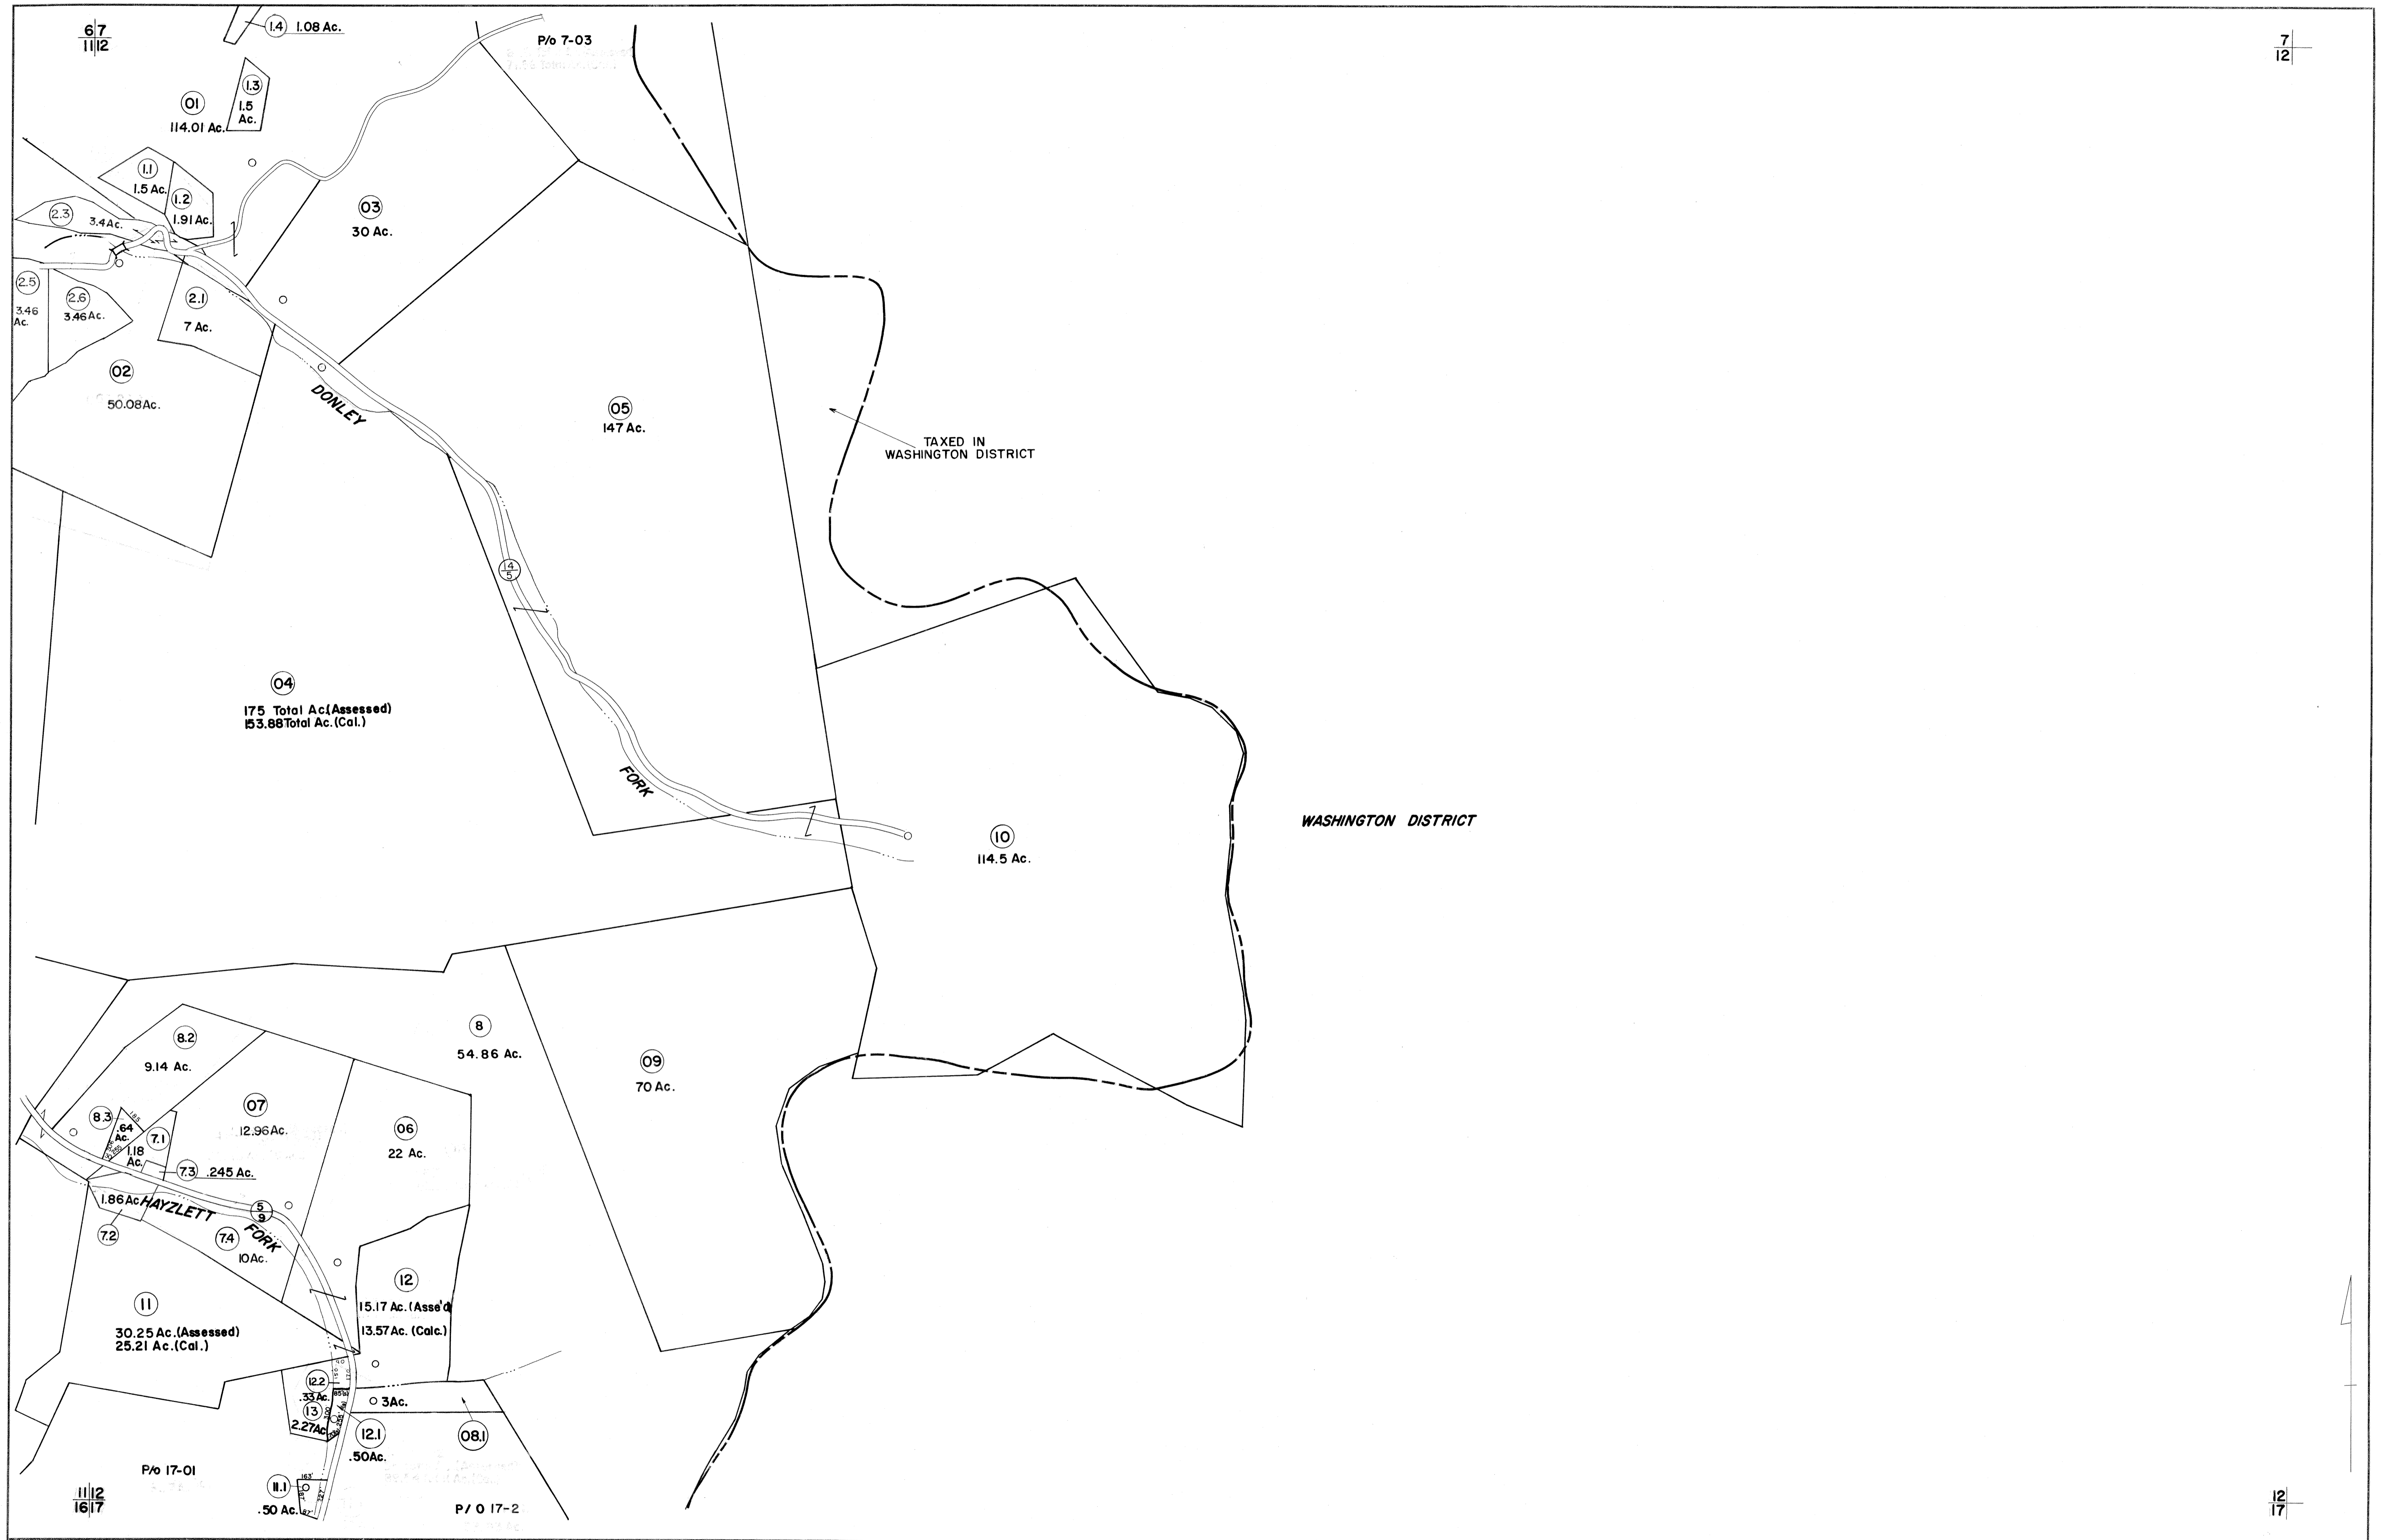 6 7
11 12
1.4 1.08 Ac.
P/o 7-03
7
12
1.3
1.5
Ac.
01
114.01 Ac.
1.1
1.5 Ac.
1.2
1.91 Ac.
2.3
3.4 Ac.
03
30 Ac.
2.5
3.46
Ac.
2.6
3.46 Ac.
2.1
7 Ac.
02
50.08 Ac.
DONLEY
05
147 Ac.
TAXED IN
WASHINGTON DISTRICT
14
5
04
175 Total Ac.(Assessed)
153.88 Total Ac. (Cal.)
FORK
10
114.5 Ac.
WASHINGTON DISTRICT
8
54.86 Ac.
8.2
9.14 Ac.
09
70 Ac.
07
12.96 Ac.
06
22 Ac.
8.3
.64
Ac.
185
7.1
1.18
Ac.
7.3 .245 Ac.
1.86 Ac.
HAYZLETT
5
9
FORK
7.2
7.4
10 Ac.
12
15.17 Ac. (Asse'd)
13.57 Ac. (Calc.)
11
30.25 Ac.(Assessed)
25.21 Ac.(Cal.)
12.2
.33 Ac.
13
2.27 Ac.
300
3 Ac.
12.1
.50 Ac.
08.1
P/o 17-01
163'
11.1
.50 Ac.
P/O 17-2
11 12
16 17
12
17